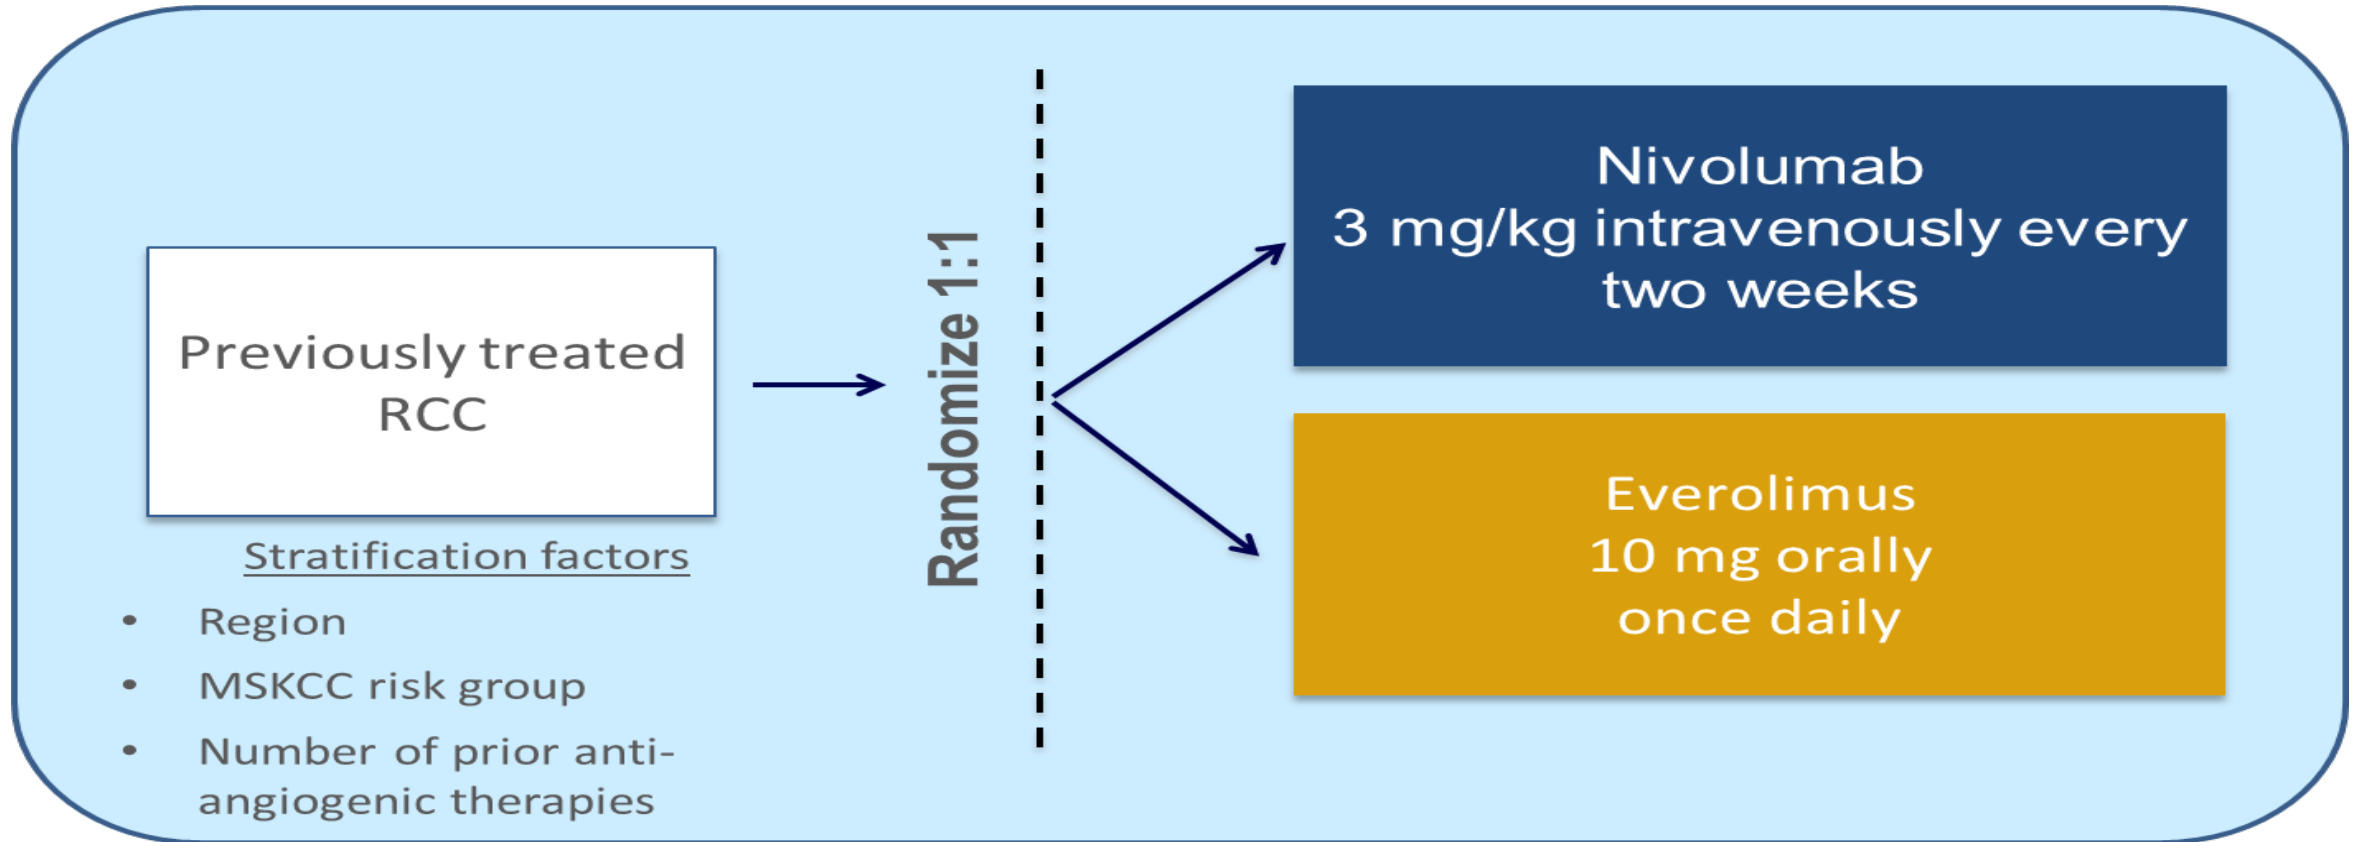 Previously treated
RCC
Stratification factors
• Region
• MSKCC risk group
• Number of prior anti-
angiogenic therapies
Randomize 1:1
Nivolumab
3 mg/kg intravenously every
two weeks
Everolimus
10 mg orally
once daily